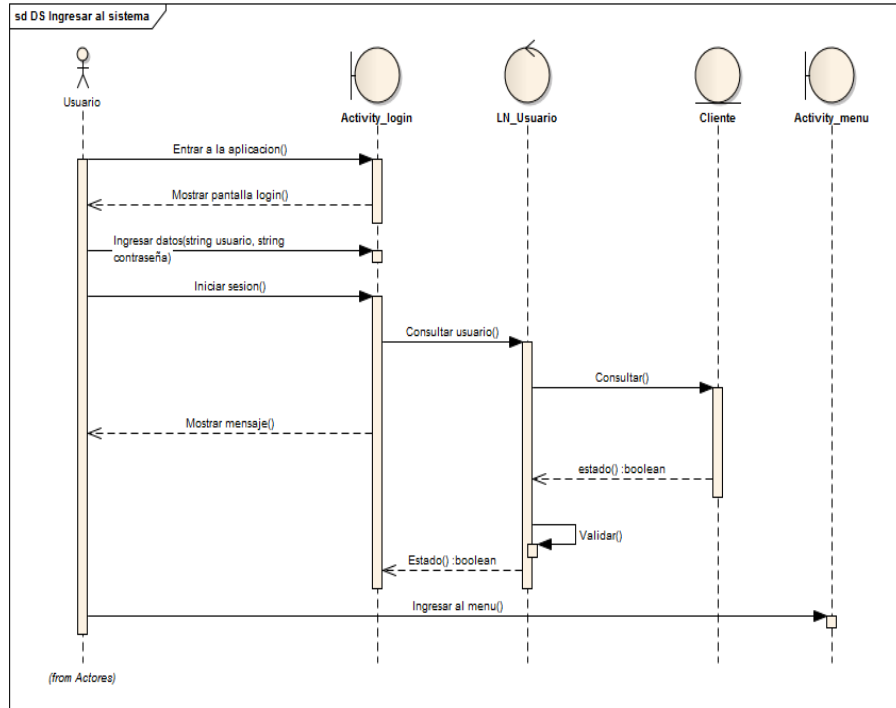 sd DS Ingresar al sistema
Usuario
Activity_login
LN_Usuario
Cliente
Activity_menu
Entrar a la aplicacion()
Mostrar pantalla login()
Ingresar datos(string usuario, string
contraseña)
Iniciar sesion()
Consultar usuario()
Consultar()
Mostrar mensaje()
estado() :boolean
Validar()
Estado() :boolean
Ingresar al menu()
(from Actores)